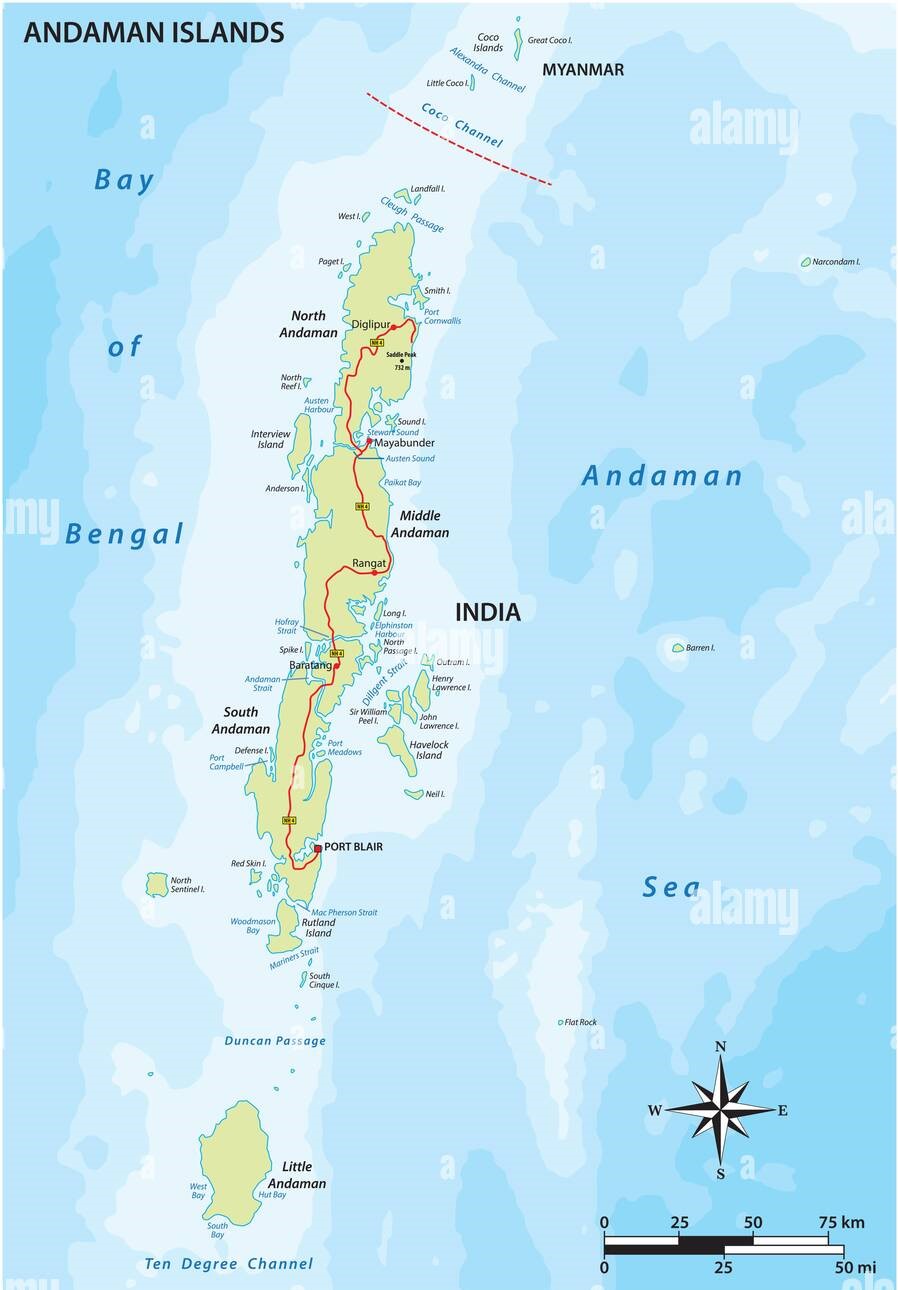 ANDAMAN ISLANDS
Coco
Islands
Great Coco I.
Alexandra Channel
MYANMAR
Little Coco I.
Coco Channel
alamy
a
Bay
Landfall I.
Cleugh Passage
West I.
Paget I.
Narcondam I.
Smith I.
Port
Cornwallis
North
Andaman
Diglipur
NH 4
Saddle Peak
732 m
of
North
Reef I.
Austen
Harbour
Sound I.
Stewart Sound
Mayabunder
Interview
Island
Austen Sound
Anderson I.
Paikat Bay
Andaman
NH 4
Middle
Andaman
my
ala
Bengal
Rangat
INDIA
Long I.
Hofray
Strait
Elphinston
Harbour
alamy
Spike I.
NH 4
North
Passage I.
Barren I.
Baratang
Outram I.
Andaman
Strait
Diligent Strait
Henry
Lawrence I.
Sir William
Peel I.
John
Lawrence I.
South
Andaman
Defense I.
Port
Campbell
Port
Meadows
Havelock
Island
Neil I.
NH 4
PORT BLAIR
Red Skin I.
North
Sentinel I.
Sea
alamy
Mac Pherson Strait
Woodmason
Bay
Rutland
Island
Mariners Strait
South
Cinque I.
Flat Rock
Duncan Passage
N
W
E
S
Little
Andaman
West
Bay
Hut Bay
South
Bay
Ten Degree Channel
0 25 50 75 km
0 25 50 mi